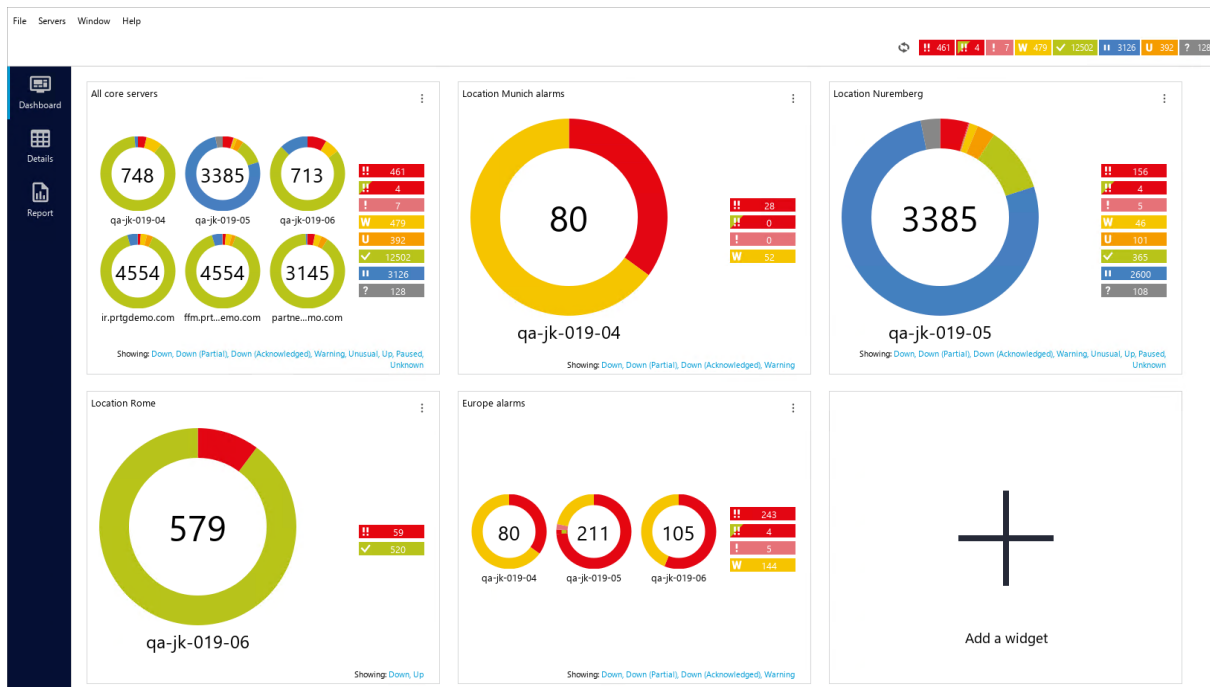 File Servers Window Help
!! 461 !! 4 ! 7 W 479 12502 3126 U 392 ? 128
Dashboard
Details
Report
All core servers
748
3385
713
qa-jk-019-04
qa-jk-019-05
qa-jk-019-06
4554
4554
3145
ir.prtgdemo.com
ffm.prt...emo.com
partne...mo.com
!! 461
!! 4
! 7
W 479
U 392
12502
3126
? 128
Showing: Down, Down (Partial), Down (Acknowledged), Warning, Unusual, Up, Paused,
Unknown
Location Munich alarms
80
qa-jk-019-04
!! 28
!! 0
! 0
W 52
Showing: Down, Down (Partial), Down (Acknowledged), Warning
Location Nuremberg
3385
qa-jk-019-05
!! 156
!! 4
! 5
W 46
U 101
365
2600
? 108
Showing: Down, Down (Partial), Down (Acknowledged), Warning, Unusual, Up, Paused,
Unknown
Location Rome
579
qa-jk-019-06
!! 59
520
Showing: Down, Up
Europe alarms
80
211
105
qa-jk-019-04
qa-jk-019-05
qa-jk-019-06
!! 243
!! 4
! 5
W 144
Showing: Down, Down (Partial), Down (Acknowledged), Warning
Add a widget